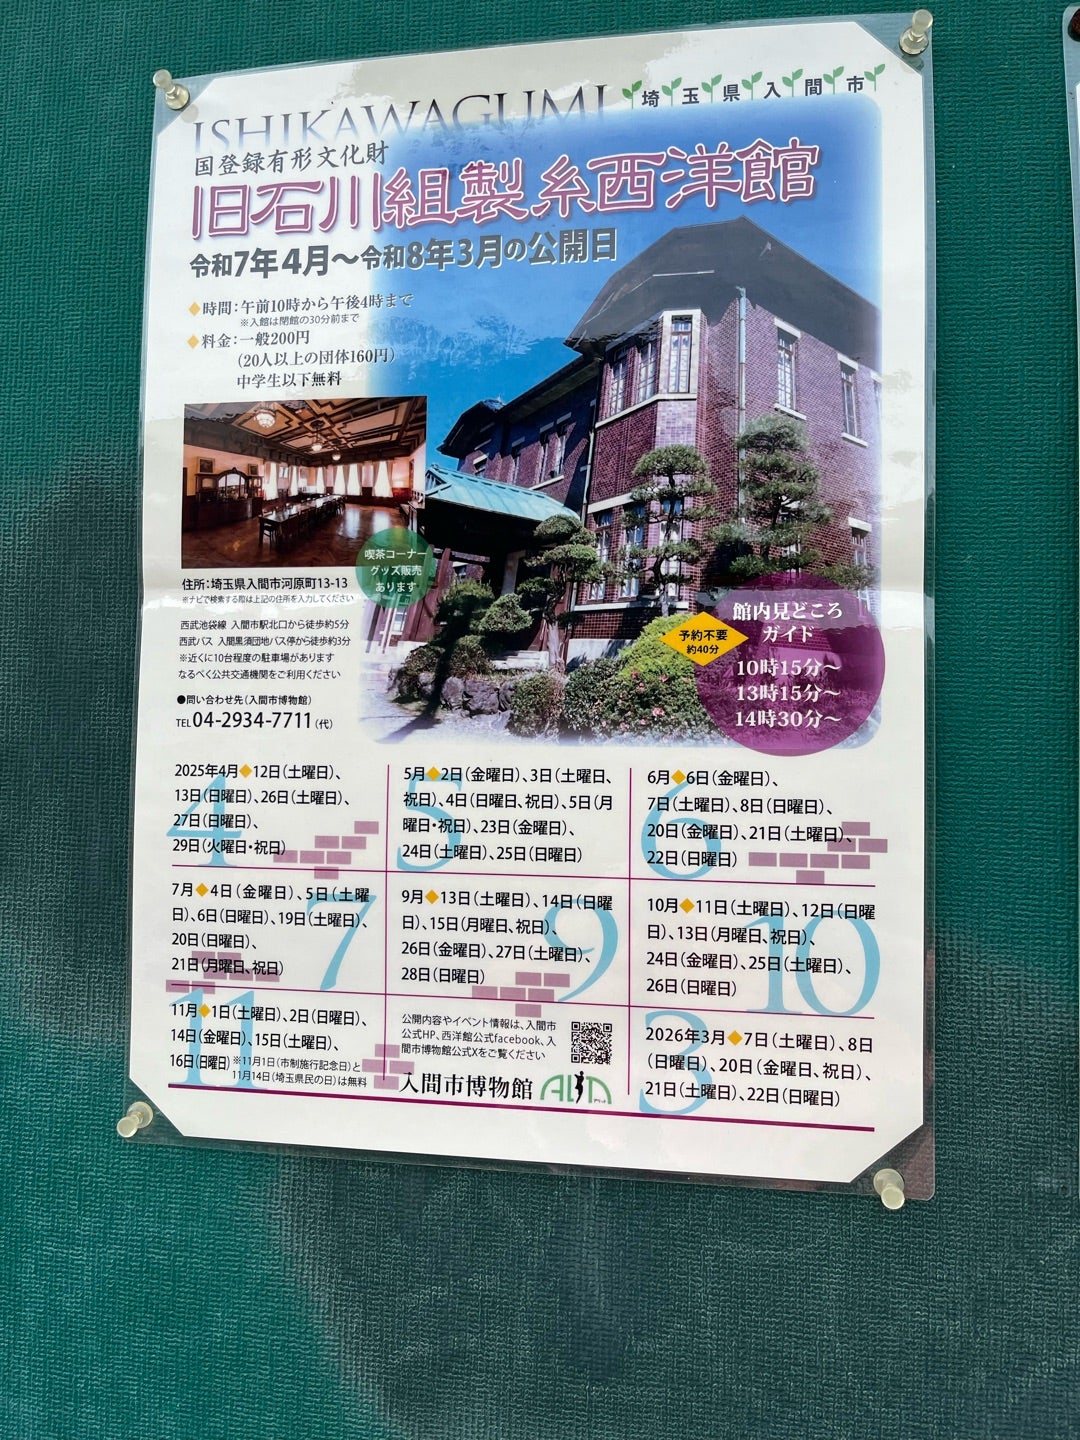 ISHIKAWAGUMI
埼玉県入間市
国登録有形文化財
旧石川組製糸西洋館
令和7年4月～令和8年3月の公開日
◆時間：午前10時から午後4時まで
※入館は閉館の30分前まで
◆料金：一般200円
（20人以上の団体160円）
中学生以下無料
喫茶コーナー
グッズ販売
あります
住所：埼玉県入間市河原町13-13
※ナビで検索する際は上記の住所を入力してください
西武池袋線 入間市駅北口から徒歩約5分
西武バス 入間黒須団地バス停から徒歩約3分
※近くに10台程度の駐車場があります
なるべく公共交通機関をご利用ください
●問い合わせ先（入間市博物館）
TEL04-2934-7711（代）
予約不要
約40分
館内見どころ
ガイド
10時15分～
13時15分～
14時30分～
4
2025年4月◆12日（土曜日）、
13日（日曜日）、26日（土曜日）、
27日（日曜日）、
29日（火曜日・祝日）
5
5月◆2日（金曜日）、3日（土曜日、
祝日）、4日（日曜日、祝日）、5日（月
曜日・祝日）、23日（金曜日）、
24日（土曜日）、25日（日曜日）
6
6月◆6日（金曜日）、
7日（土曜日）、8日（日曜日）、
20日（金曜日）、21日（土曜日）、
22日（日曜日）
7
7月◆4日（金曜日）、5日（土曜
日）、6日（日曜日）、19日（土曜日）、
20日（日曜日）、
21日（月曜日、祝日）
9
9月◆13日（土曜日）、14日（日曜
日）、15日（月曜日、祝日）、
26日（金曜日）、27日（土曜日）、
28日（日曜日）
10
10月◆11日（土曜日）、12日（日曜
日）、13日（月曜日、祝日）、
24日（金曜日）、25日（土曜日）、
26日（日曜日）
11
11月◆1日（土曜日）、2日（日曜日）、
14日（金曜日）、15日（土曜日）、
16日（日曜日）※11月1日（市制施行記念日）と
11月14日（埼玉県民の日）は無料
公開内容やイベント情報は、入間市
公式HP、西洋館公式facebook、入
間市博物館公式Xをご覧ください
入間市博物館 ALIT
3
2026年3月◆7日（土曜日）、8日
（日曜日）、20日（金曜日、祝日）、
21日（土曜日）、22日（日曜日）